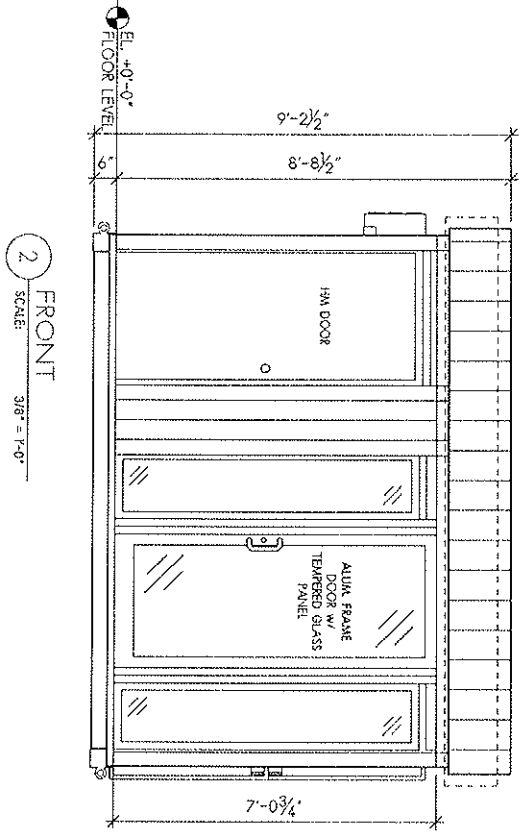 EL. +0'-0"
FLOOR LEVEL
9'-2½"
6"
8'-8½"
HM DOOR
ALUM. FRAME
DOOR W/
TEMPERED GLASS
PANEL
7'-0¾"
2
FRONT
SCALE: 3/8" = 1'-0"